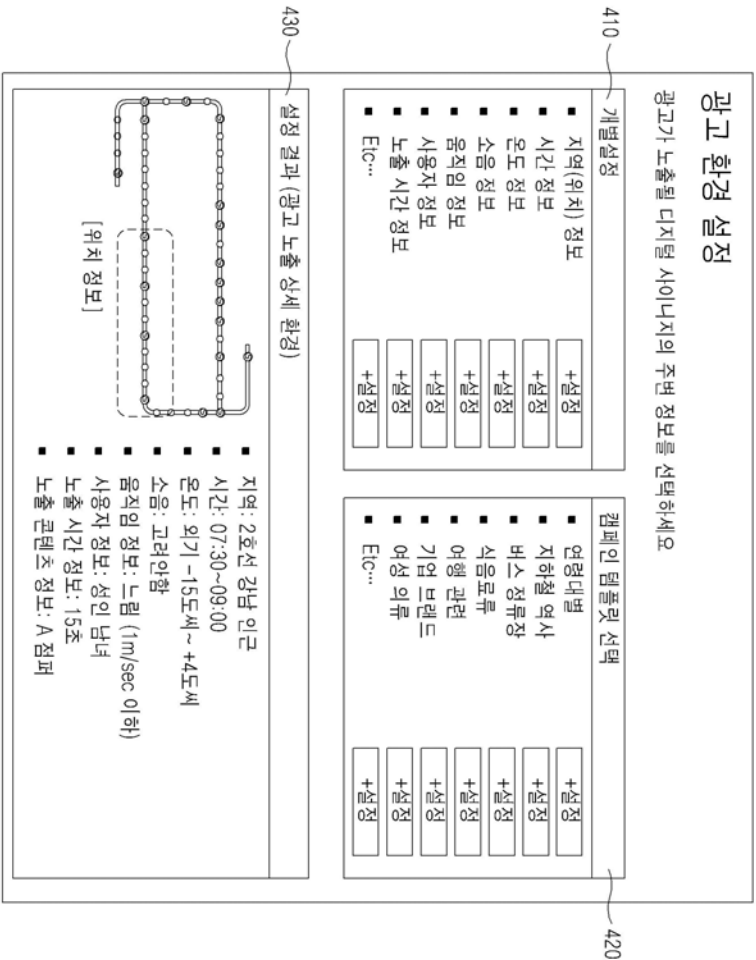 광고 환경 설정
광고가 노출될 디지털 사이니지의 주변 정보를 선택하세요
410
개별설정
■ 지역(위치) 정보 +설정
■ 시간 정보 +설정
■ 온도 정보 +설정
■ 소음 정보 +설정
■ 움직임 정보 +설정
■ 사용자 정보 +설정
■ 노출 시간 정보 +설정
■ Etc…
420
캠페인 템플릿 선택
■ 연령대별 +설정
■ 지하철 역사 +설정
■ 버스 정류장 +설정
■ 식음료류 +설정
■ 여행 관련 +설정
■ 기업 브랜드 +설정
■ 여성 의류 +설정
■ Etc…
430
설정 결과 (광고 노출 상세 환경)
[위치 정보]
■ 지역: 2호선 강남 인근
■ 시간: 07:30~09:00
■ 온도: 외기 -15도씨~ +4도씨
■ 소음: 고려안함
■ 움직임 정보: 느림 (1m/sec 이하)
■ 사용자 정보: 성인 남녀
■ 노출 시간 정보: 15초
■ 노출 콘텐츠 정보: A 점퍼